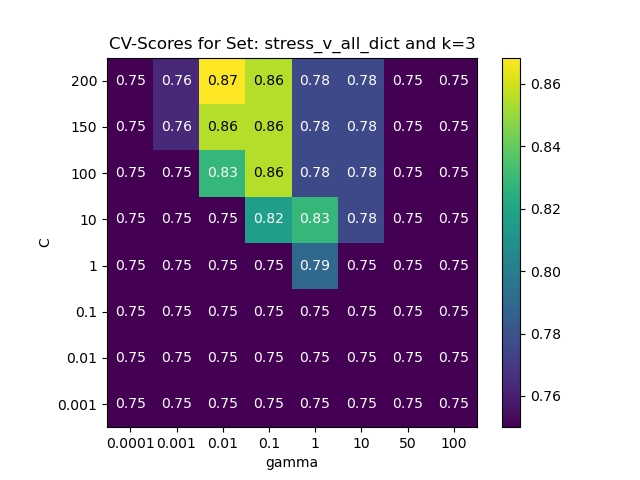 CV-Scores for Set: stress_v_all_dict and k=3
200 0.75 0.76 0.87 0.86 0.78 0.78 0.75 0.75
150 0.75 0.76 0.86 0.86 0.78 0.78 0.75 0.75
100 0.75 0.75 0.83 0.86 0.78 0.78 0.75 0.75
10 0.75 0.75 0.75 0.82 0.83 0.78 0.75 0.75
1 0.75 0.75 0.75 0.75 0.79 0.75 0.75 0.75
0.1 0.75 0.75 0.75 0.75 0.75 0.75 0.75 0.75
0.01 0.75 0.75 0.75 0.75 0.75 0.75 0.75 0.75
0.001 0.75 0.75 0.75 0.75 0.75 0.75 0.75 0.75
0.0001 0.001 0.01 0.1 1 10 50 100
gamma
C
0.86
0.84
0.82
0.80
0.78
0.76